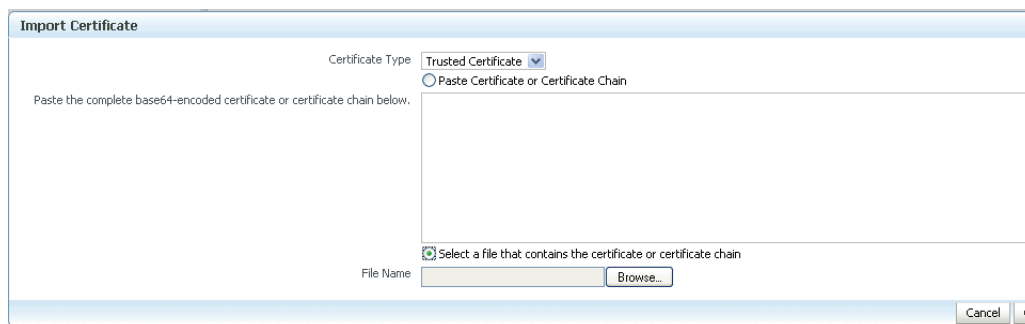 Import Certificate
Certificate Type Trusted Certificate
Paste Certificate or Certificate Chain
Paste the complete base64-encoded certificate or certificate chain below.
Select a file that contains the certificate or certificate chain
File Name Browse...
Cancel